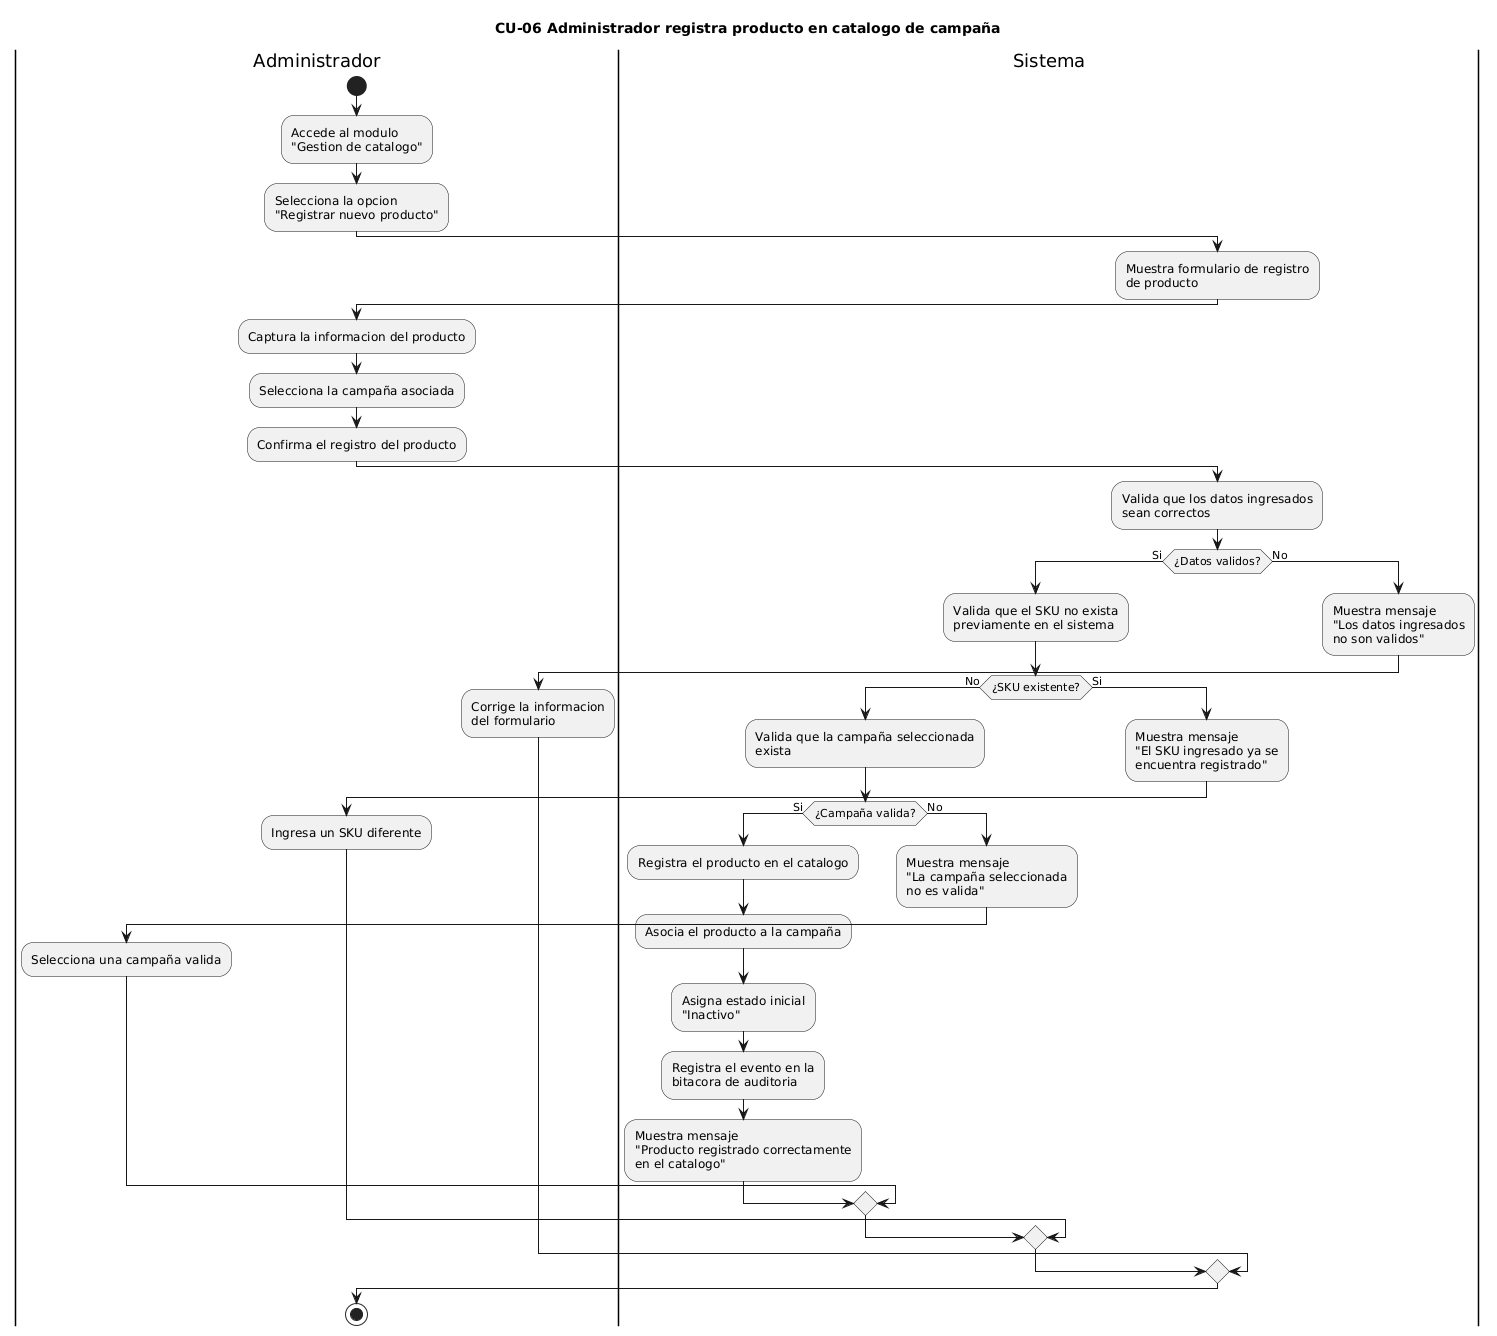 CU-06 Administrador registra producto en catalogo de campaña
Administrador
Sistema
Accede al modulo
"Gestion de catalogo"
Selecciona la opcion
"Registrar nuevo producto"
Muestra formulario de registro
de producto
Captura la informacion del producto
Selecciona la campaña asociada
Confirma el registro del producto
Valida que los datos ingresados
sean correctos
Si
¿Datos validos?
No
Valida que el SKU no exista
previamente en el sistema
Muestra mensaje
"Los datos ingresados
no son validos"
No
¿SKU existente?
Si
Corrige la informacion
del formulario
Valida que la campaña seleccionada
exista
Muestra mensaje
"El SKU ingresado ya se
encuentra registrado"
Si
¿Campaña valida?
No
Ingresa un SKU diferente
Registra el producto en el catalogo
Muestra mensaje
"La campaña seleccionada
no es valida"
Asocia el producto a la campaña
Selecciona una campaña valida
Asigna estado inicial
"Inactivo"
Registra el evento en la
bitacora de auditoria
Muestra mensaje
"Producto registrado correctamente
en el catalogo"